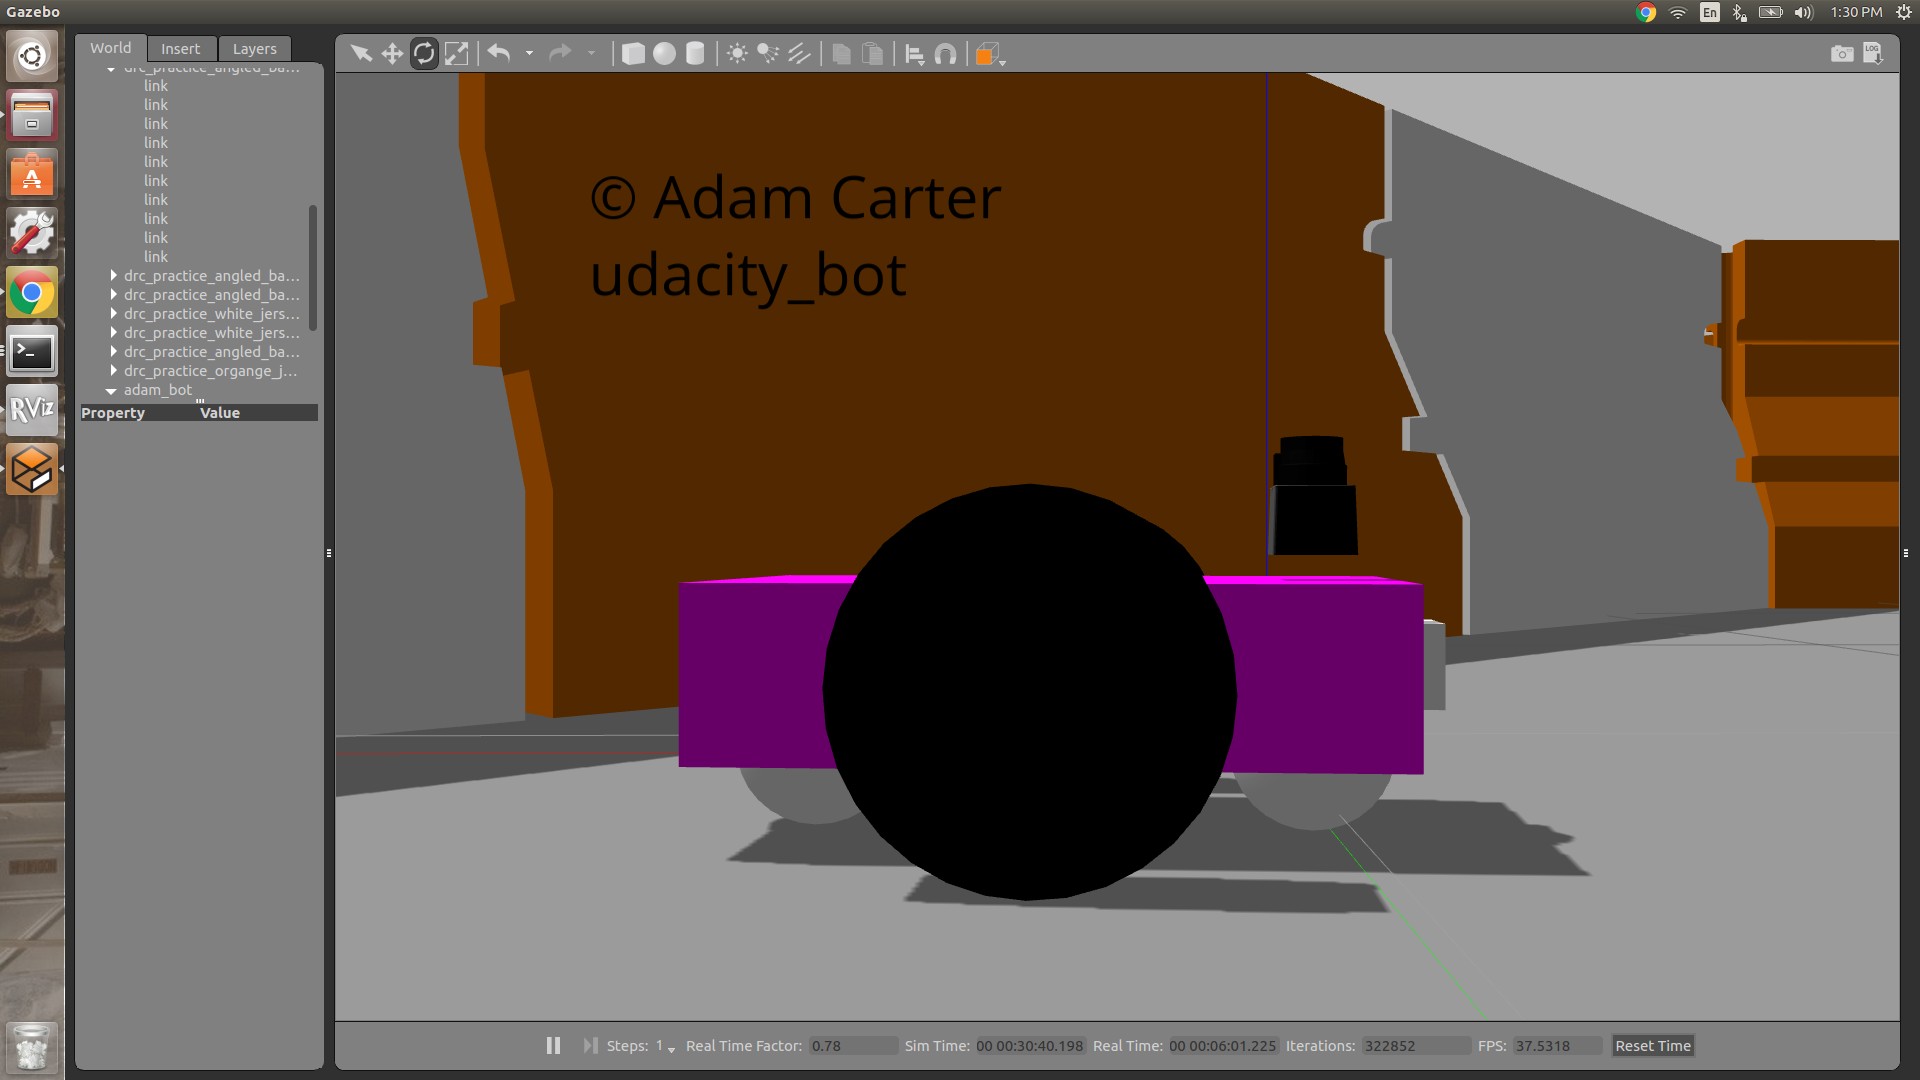 Gazebo
En
1:30 PM
World
Insert
Layers
LOG
drc_practice_angled_ba...
link
link
link
link
link
link
link
link
link
link
drc_practice_angled_ba...
drc_practice_angled_ba...
drc_practice_white_jers...
drc_practice_white_jers...
drc_practice_angled_ba...
drc_practice_organge_j...
adam_bot
Property Value
RViz
© Adam Carter
udacity_bot
Steps: 1 Real Time Factor: 0.78 Sim Time: 00 00:30:40.198 Real Time: 00 00:06:01.225 Iterations: 322852 FPS: 37.5318 Reset Time